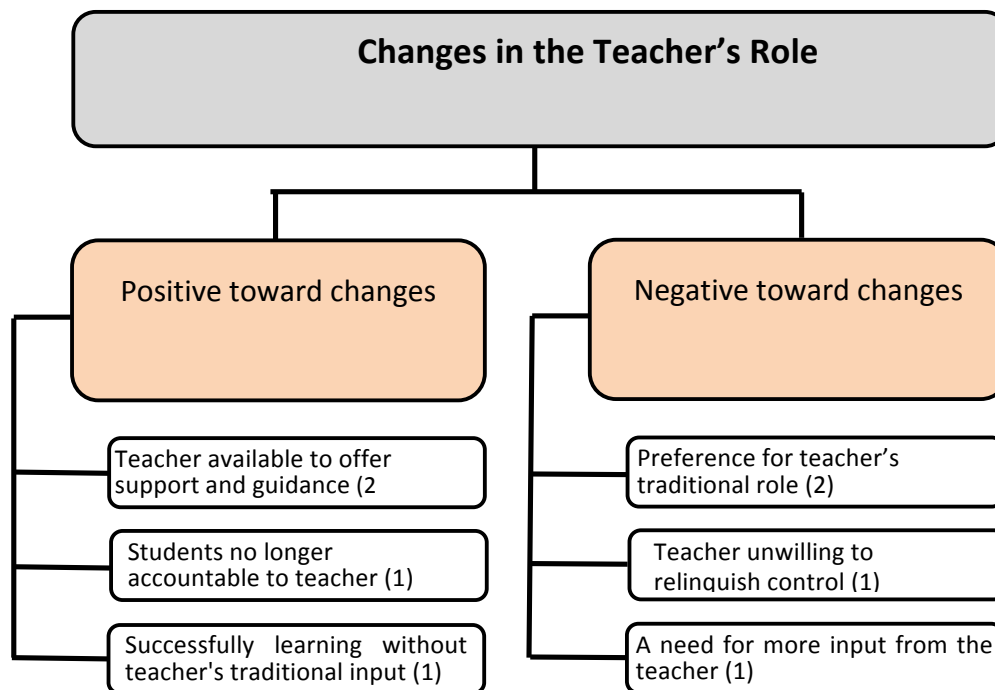 Changes in the Teacher’s Role
Positive toward changes
Teacher available to offer
support and guidance (2
Students no longer
accountable to teacher (1)
Successfully learning without
teacher's traditional input (1)
Negative toward changes
Preference for teacher’s
traditional role (2)
Teacher unwilling to
relinquish control (1)
A need for more input from the
teacher (1)